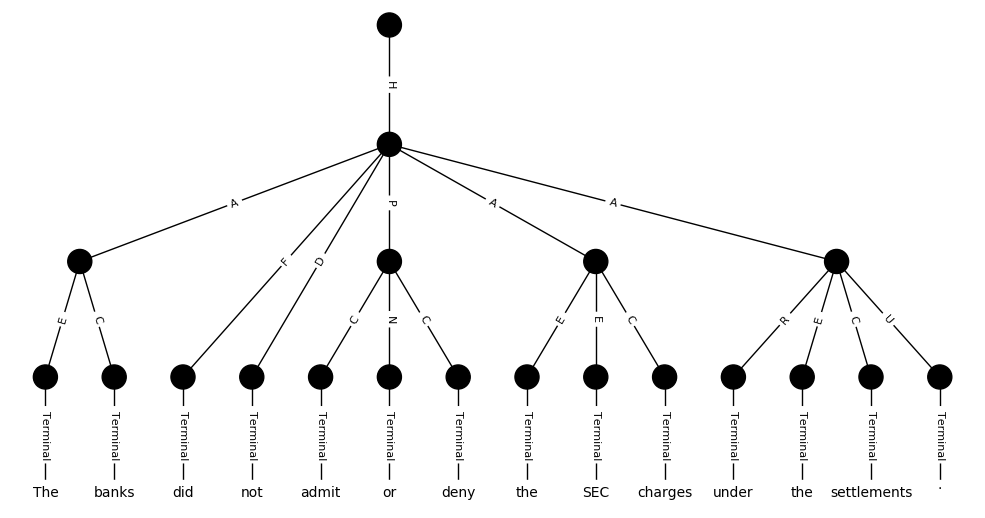 H
A F D P A A
E C C N C E E C R E C U
Terminal Terminal Terminal Terminal Terminal Terminal Terminal Terminal Terminal Terminal Terminal Terminal Terminal Terminal
The banks did not admit or deny the SEC charges under the settlements .